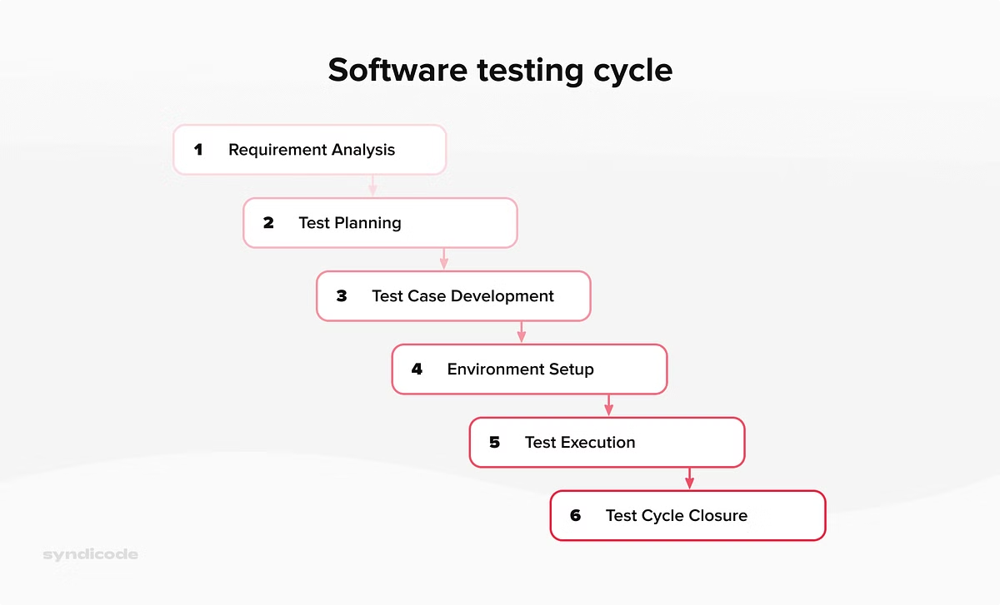 Software testing cycle
1 Requirement Analysis
2 Test Planning
3 Test Case Development
4 Environment Setup
5 Test Execution
6 Test Cycle Closure
syndicode